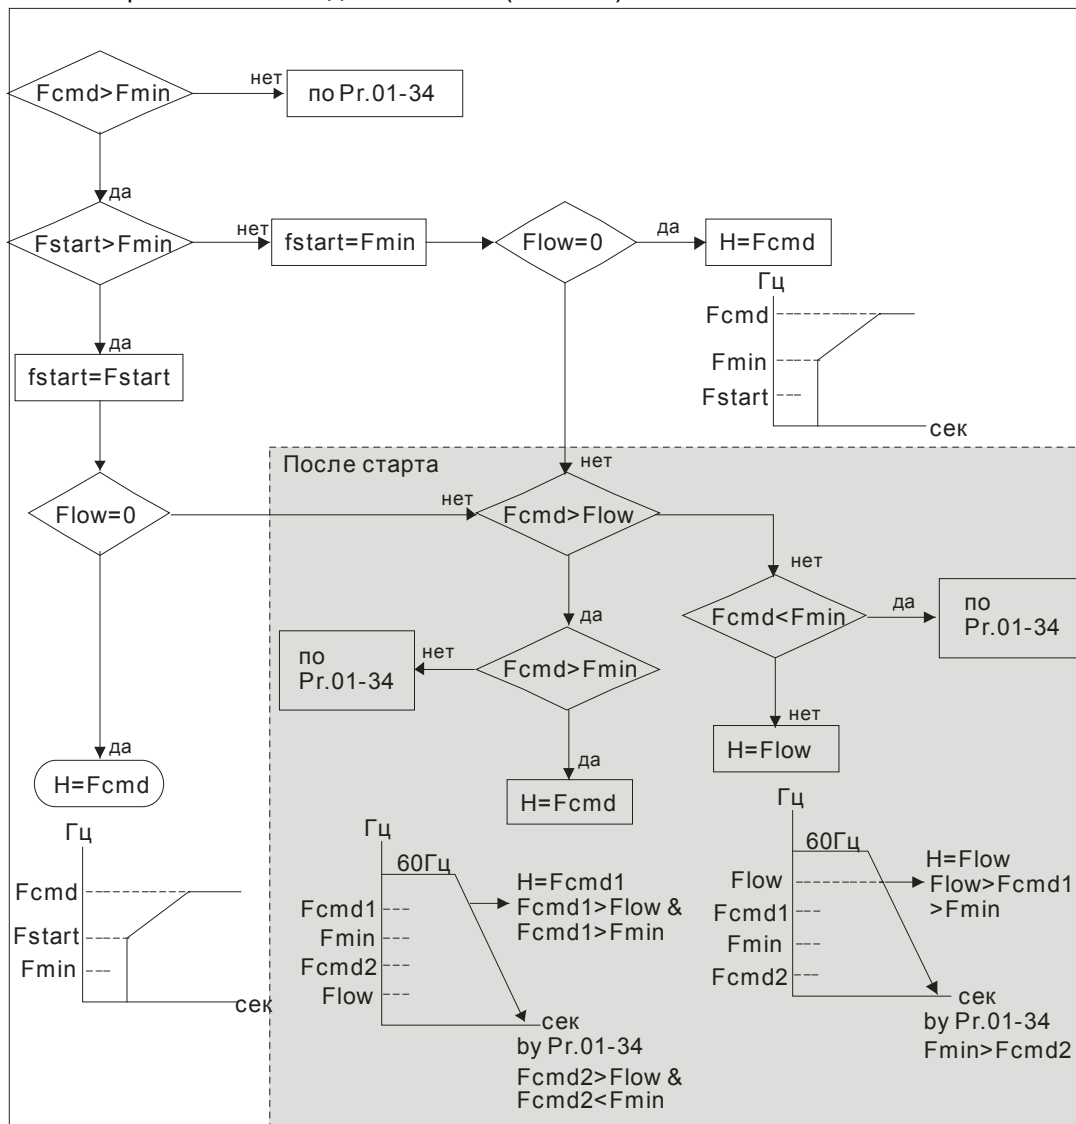 Fcmd>Fmin
нет
по Pr.01-34
да
Fstart>Fmin
нет
fstart=Fmin
Flow=0
да
H=Fcmd
Гц
Fcmd
Fmin
Fstart
сек
да
fstart=Fstart
После старта
нет
Flow=0
нет
Fcmd>Flow
нет
Fcmd<Fmin
да
по
Pr.01-34
да
по
Pr.01-34
нет
Fcmd>Fmin
нет
H=Flow
да
H=Fcmd
да
H=Fcmd
Гц
Fcmd
Fstart
Fmin
сек
Гц
60Гц
Fcmd1
Fmin
Fcmd2
Flow
H=Fcmd1
Fcmd1>Flow &
Fcmd1>Fmin
сек
by Pr.01-34
Fcmd2>Flow &
Fcmd2<Fmin
Гц
60Гц
Flow
Fcmd1
Fmin
Fcmd2
H=Flow
Flow>Fcmd1
>Fmin
сек
by Pr.01-34
Fmin>Fcmd2